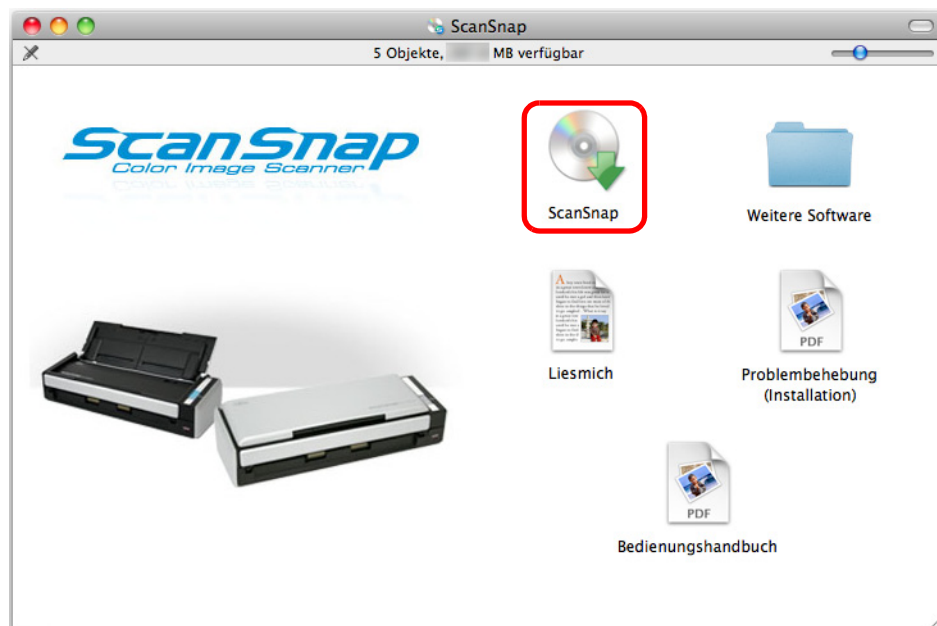 ScanSnap
5 Objekte, MB verfügbar
ScanSnap
Color Image Scanner
ScanSnap
Weitere Software
Liesmich
PDF
Problembehebung
(Installation)
PDF
Bedienungshandbuch